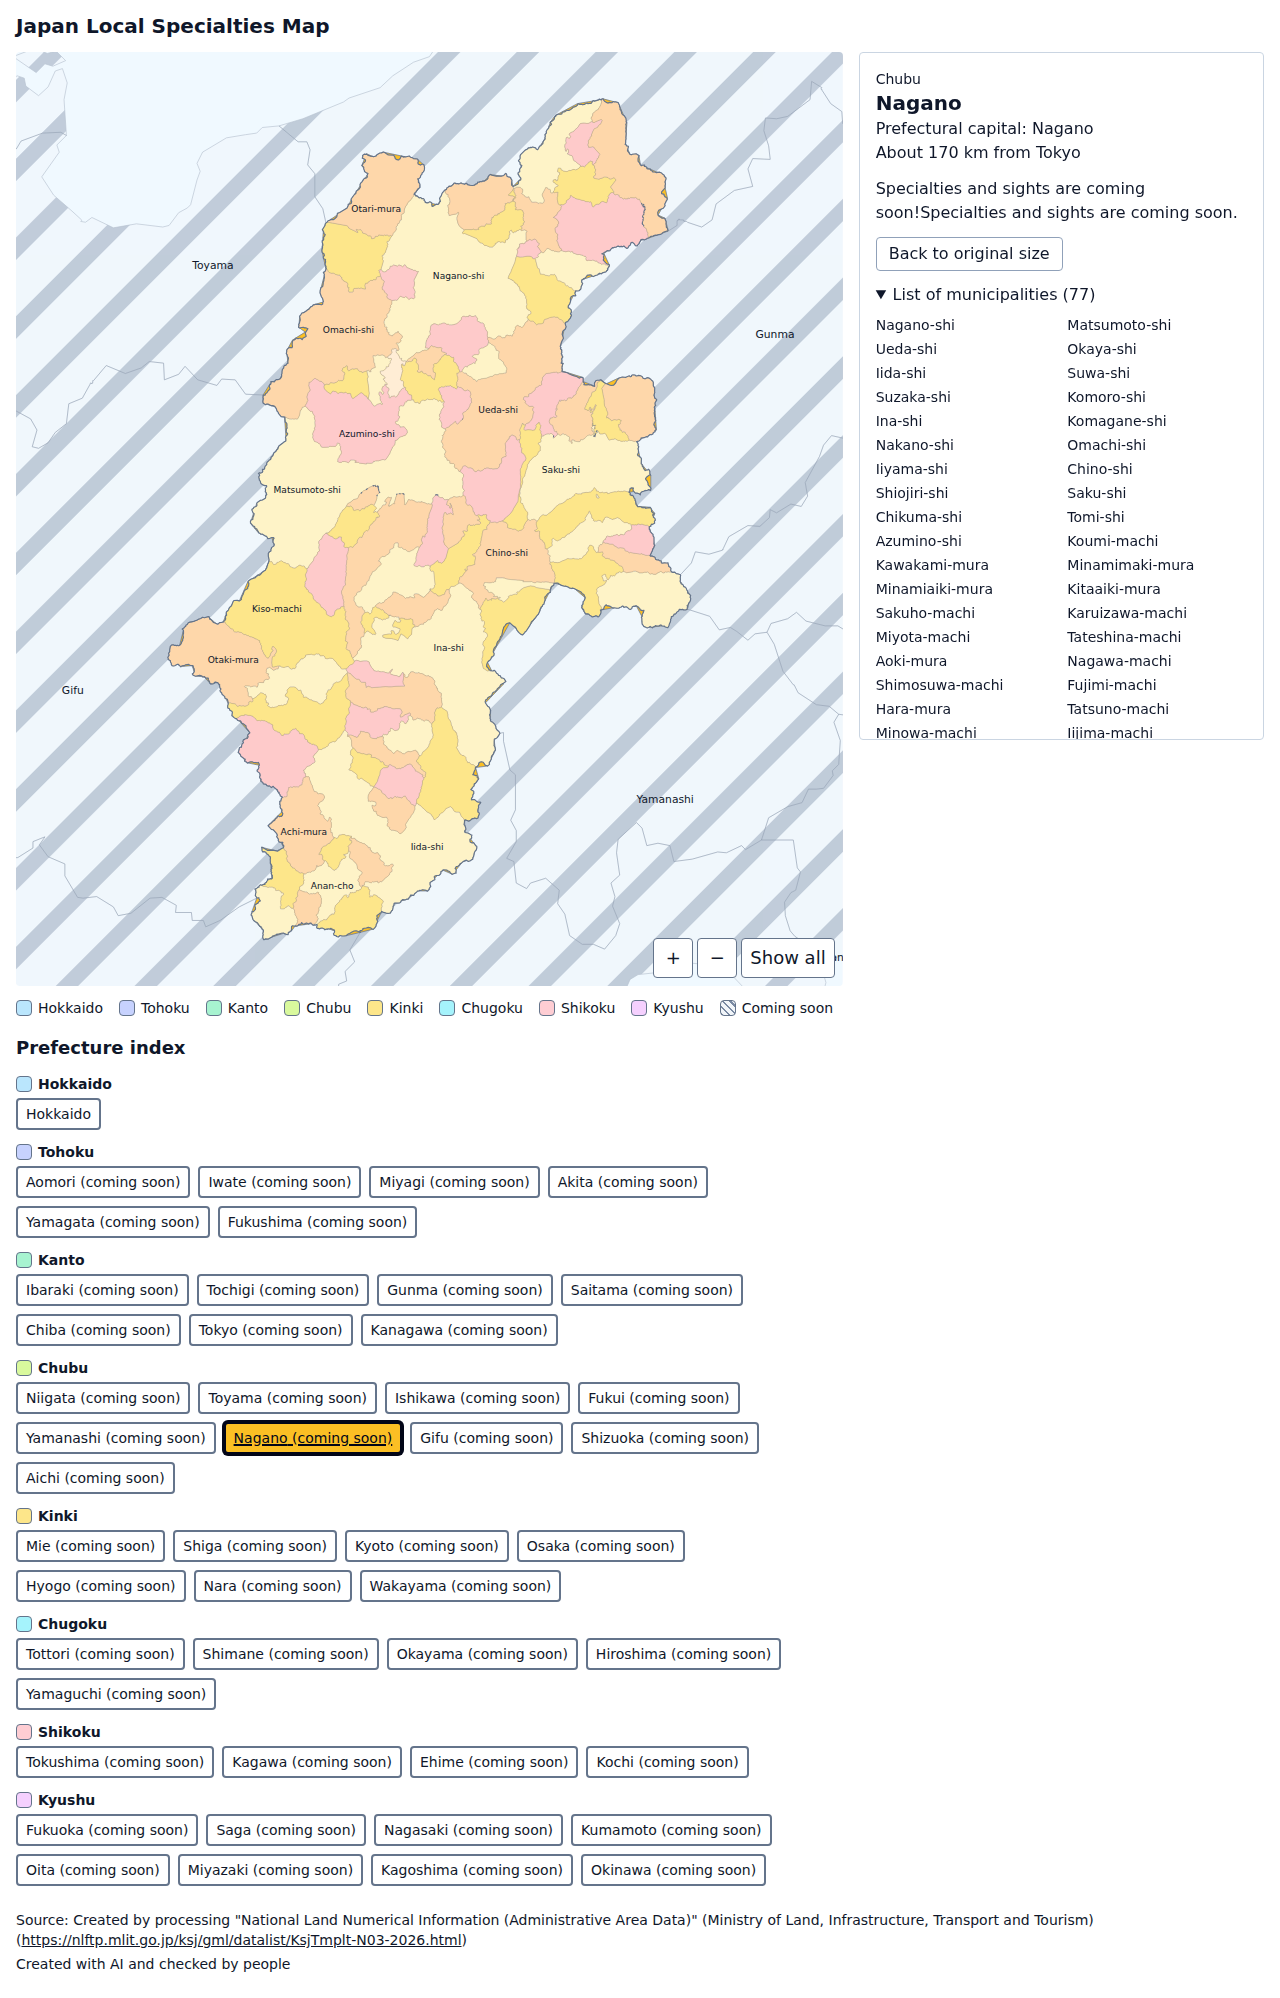 Japan Local Specialties Map
Otari-mura
Toyama
Nagano-shi
Omachi-shi
Gunma
Ueda-shi
Azumino-shi
Saku-shi
Matsumoto-shi
Chino-shi
Kiso-machi
Ina-shi
Otaki-mura
Gifu
Yamanashi
Achi-mura
Iida-shi
Anan-cho
+
−
Show all
an
Chubu
Nagano
Prefectural capital: Nagano
About 170 km from Tokyo
Specialties and sights are coming
soon!Specialties and sights are coming soon.
Back to original size
▼ List of municipalities (77)
Nagano-shi Matsumoto-shi
Ueda-shi Okaya-shi
Iida-shi Suwa-shi
Suzaka-shi Komoro-shi
Ina-shi Komagane-shi
Nakano-shi Omachi-shi
Iiyama-shi Chino-shi
Shiojiri-shi Saku-shi
Chikuma-shi Tomi-shi
Azumino-shi Koumi-machi
Kawakami-mura Minamimaki-mura
Minamiaiki-mura Kitaaiki-mura
Sakuho-machi Karuizawa-machi
Miyota-machi Tateshina-machi
Aoki-mura Nagawa-machi
Shimosuwa-machi Fujimi-machi
Hara-mura Tatsuno-machi
Minowa-machi Iijima-machi
Hokkaido Tohoku Kanto Chubu Kinki Chugoku Shikoku Kyushu Coming soon
Prefecture index
Hokkaido
Hokkaido
Tohoku
Aomori (coming soon) Iwate (coming soon) Miyagi (coming soon) Akita (coming soon)
Yamagata (coming soon) Fukushima (coming soon)
Kanto
Ibaraki (coming soon) Tochigi (coming soon) Gunma (coming soon) Saitama (coming soon)
Chiba (coming soon) Tokyo (coming soon) Kanagawa (coming soon)
Chubu
Niigata (coming soon) Toyama (coming soon) Ishikawa (coming soon) Fukui (coming soon)
Yamanashi (coming soon) Nagano (coming soon) Gifu (coming soon) Shizuoka (coming soon)
Aichi (coming soon)
Kinki
Mie (coming soon) Shiga (coming soon) Kyoto (coming soon) Osaka (coming soon)
Hyogo (coming soon) Nara (coming soon) Wakayama (coming soon)
Chugoku
Tottori (coming soon) Shimane (coming soon) Okayama (coming soon) Hiroshima (coming soon)
Yamaguchi (coming soon)
Shikoku
Tokushima (coming soon) Kagawa (coming soon) Ehime (coming soon) Kochi (coming soon)
Kyushu
Fukuoka (coming soon) Saga (coming soon) Nagasaki (coming soon) Kumamoto (coming soon)
Oita (coming soon) Miyazaki (coming soon) Kagoshima (coming soon) Okinawa (coming soon)
Source: Created by processing "National Land Numerical Information (Administrative Area Data)" (Ministry of Land, Infrastructure, Transport and Tourism)
(https://nlftp.mlit.go.jp/ksj/gml/datalist/KsjTmplt-N03-2026.html)
Created with AI and checked by people